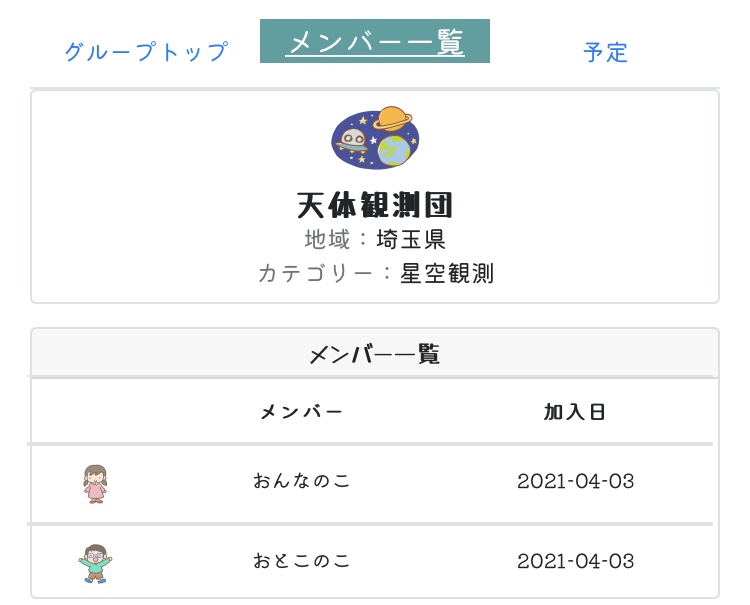 グループトップ メンバー一覧 予定
天体観測団
地域：埼玉県
カテゴリー：星空観測
メンバー一覧
メンバー 加入日
おんなのこ 2021-04-03
おとこのこ 2021-04-03